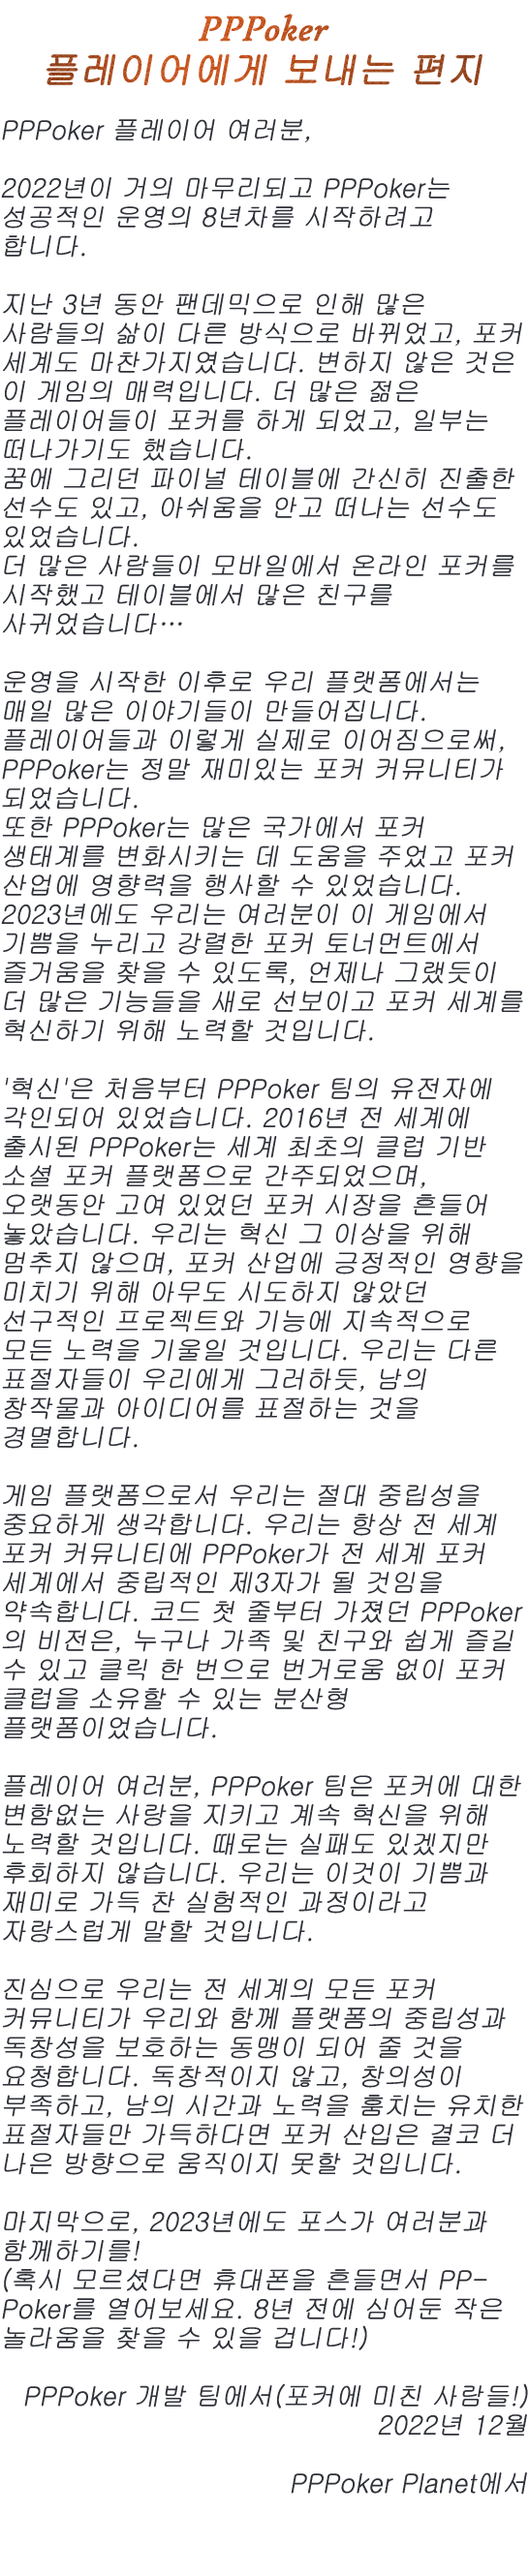 PPPoker
플레이어에게 보내는 편지
PPPoker 플레이어 여러분,
2022년이 거의 마무리되고 PPPoker는
성공적인 운영의 8년차를 시작하려고
합니다.
지난 3년 동안 팬데믹으로 인해 많은
사람들의 삶이 다른 방식으로 바뀌었고, 포커
세계도 마찬가지였습니다. 변하지 않은 것은
이 게임의 매력입니다. 더 많은 젊은
플레이어들이 포커를 하게 되었고, 일부는
떠나가기도 했습니다.
꿈에 그리던 파이널 테이블에 간신히 진출한
선수도 있고, 아쉬움을 안고 떠나는 선수도
있었습니다.
더 많은 사람들이 모바일에서 온라인 포커를
시작했고 테이블에서 많은 친구를
사귀었습니다…
운영을 시작한 이후로 우리 플랫폼에서는
매일 많은 이야기들이 만들어집니다.
플레이어들과 이렇게 실제로 이어짐으로써,
PPPoker는 정말 재미있는 포커 커뮤니티가
되었습니다.
또한 PPPoker는 많은 국가에서 포커
생태계를 변화시키는 데 도움을 주었고 포커
산업에 영향력을 행사할 수 있었습니다.
2023년에도 우리는 여러분이 이 게임에서
기쁨을 누리고 강렬한 포커 토너먼트에서
즐거움을 찾을 수 있도록, 언제나 그랬듯이
더 많은 기능들을 새로 선보이고 포커 세계를
혁신하기 위해 노력할 것입니다.
'혁신'은 처음부터 PPPoker 팀의 유전자에
각인되어 있었습니다. 2016년 전 세계에
출시된 PPPoker는 세계 최초의 클럽 기반
소셜 포커 플랫폼으로 간주되었으며,
오랫동안 고여 있었던 포커 시장을 흔들어
놓았습니다. 우리는 혁신 그 이상을 위해
멈추지 않으며, 포커 산업에 긍정적인 영향을
미치기 위해 아무도 시도하지 않았던
선구적인 프로젝트와 기능에 지속적으로
모든 노력을 기울일 것입니다. 우리는 다른
표절자들이 우리에게 그러하듯, 남의
창작물과 아이디어를 표절하는 것을
경멸합니다.
게임 플랫폼으로서 우리는 절대 중립성을
중요하게 생각합니다. 우리는 항상 전 세계
포커 커뮤니티에 PPPoker가 전 세계 포커
세계에서 중립적인 제3자가 될 것임을
약속합니다. 코드 첫 줄부터 가졌던 PPPoker
의 비전은, 누구나 가족 및 친구와 쉽게 즐길
수 있고 클릭 한 번으로 번거로움 없이 포커
클럽을 소유할 수 있는 분산형
플랫폼이었습니다.
플레이어 여러분, PPPoker 팀은 포커에 대한
변함없는 사랑을 지키고 계속 혁신을 위해
노력할 것입니다. 때로는 실패도 있겠지만
후회하지 않습니다. 우리는 이것이 기쁨과
재미로 가득 찬 실험적인 과정이라고
자랑스럽게 말할 것입니다.
진심으로 우리는 전 세계의 모든 포커
커뮤니티가 우리와 함께 플랫폼의 중립성과
독창성을 보호하는 동맹이 되어 줄 것을
요청합니다. 독창적이지 않고, 창의성이
부족하고, 남의 시간과 노력을 훔치는 유치한
표절자들만 가득하다면 포커 산입은 결코 더
나은 방향으로 움직이지 못할 것입니다.
마지막으로, 2023년에도 포스가 여러분과
함께하기를!
(혹시 모르셨다면 휴대폰을 흔들면서 PP-
Poker를 열어보세요. 8년 전에 심어둔 작은
놀라움을 찾을 수 있을 겁니다!)
PPPoker 개발 팀에서(포커에 미친 사람들!)
2022년 12월
PPPoker Planet에서